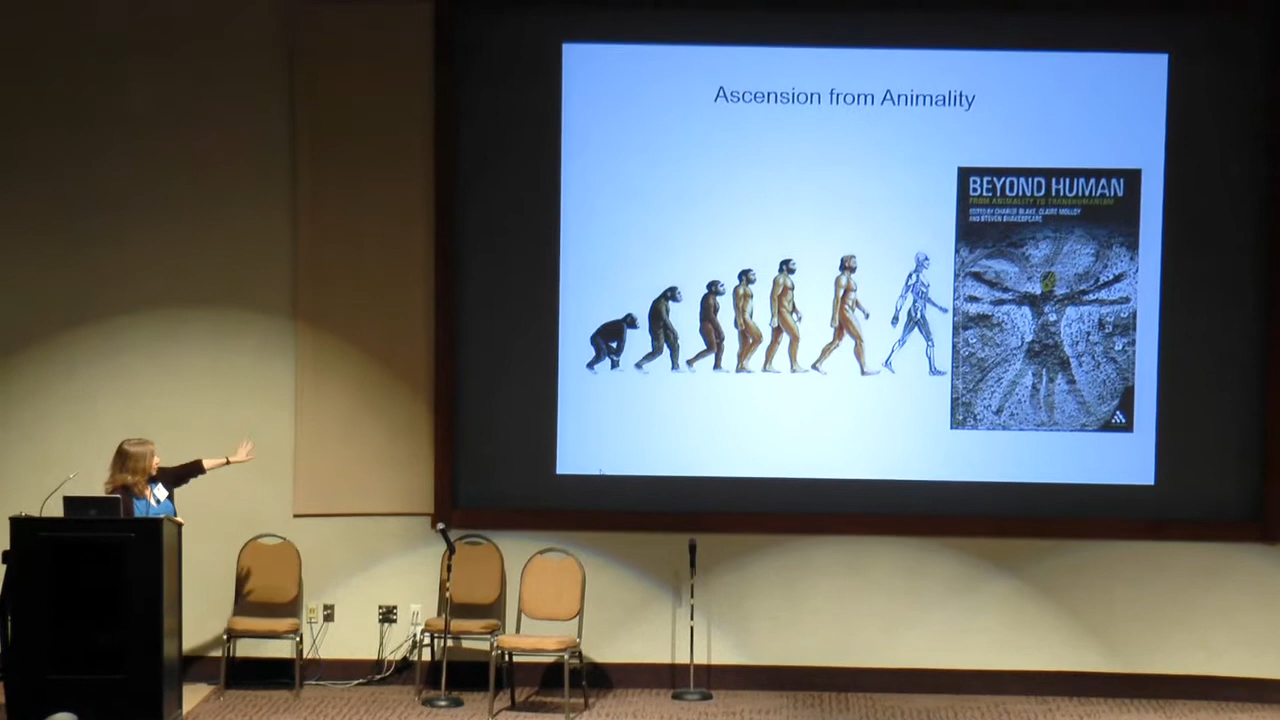 Ascension from Animality
BEYOND HUMAN
FROM ANIMALITY TO TRANSHUMANISM
EDITED BY CHARLIE BLAKE, CLAIRE MOLLOY
AND STEVEN SHAKESPEARE